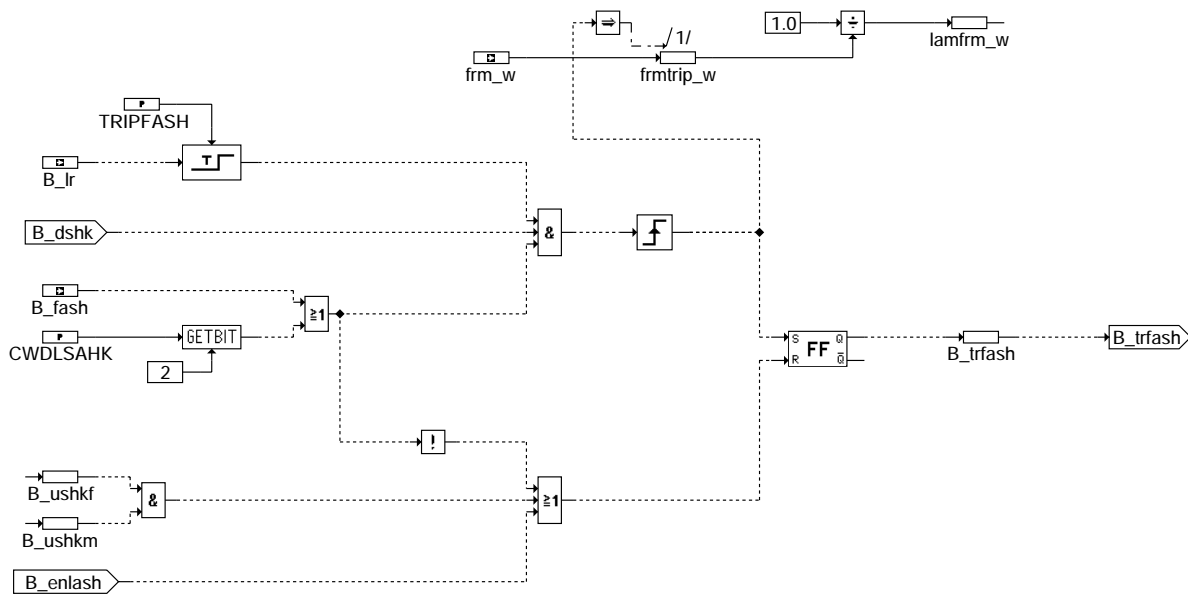 /1/
1.0
lamfrm_w
frm_w
frmtrip_w
P
TRIPFASH
T
B_lr
B_dshk
&
B_fash
≥1
P
GETBIT
CWDLSAHK
2
S Q
FF
R Q̅
B_trfash
B_trfash
!
B_ushkf
&
≥1
B_ushkm
B_enlash